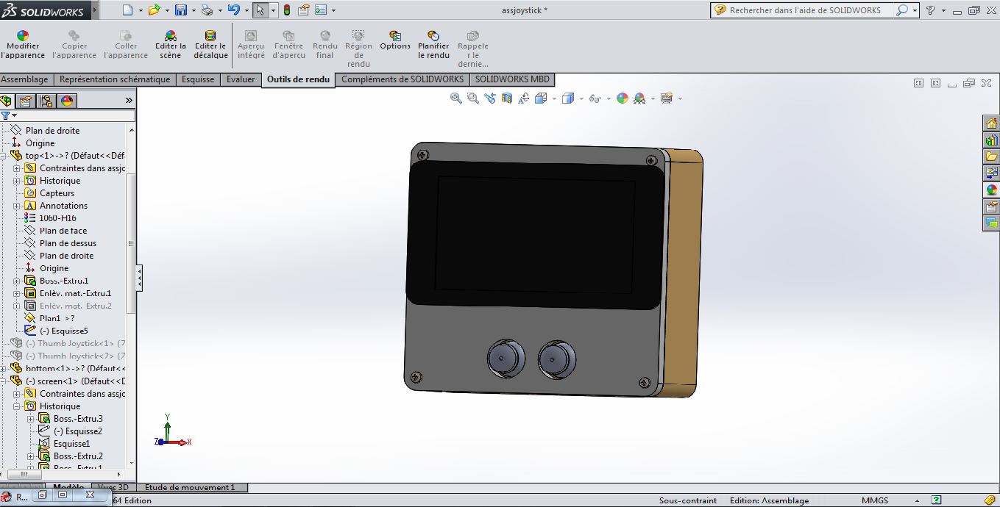 SOLIDWORKS
assjoystick *
Rechercher dans l'aide de SOLIDWORKS
Modifier l'apparence
Copier l'apparence
Coller l'apparence
Editer la scène
Editer le décalque
Aperçu intégré
Fenêtre d'aperçu
Rendu final
Région de rendu
Options
Planifier le rendu
Rappele r le dernie...
Assemblage
Représentation schématique
Esquisse
Evaluer
Outils de rendu
Compléments de SOLIDWORKS
SOLIDWORKS MBD
Plan de droite
Origine
top<1>->? (Défaut<<Déf
Contraintes dans assjo
Historique
Capteurs
Annotations
1060-H16
Plan de face
Plan de dessus
Plan de droite
Origine
Boss.-Extru.1
Enlèv. mat.-Extru.1
Enlèv. mat. Extru.2
Plan1 ->?
(-) Esquisse5
(-) Thumb Joystick<1> (7
(-) Thumb Joystick<2> (7
bottom<1>->? (Défaut<<
(-) screen<1> (Défaut<<D
Contraintes dans assjo
Historique
Boss.-Extru.3
(-) Esquisse2
Esquisse1
Boss.-Extru.2
Boss.-Extru.1
Y
Z
X
Modèle
Vues 3D
Etude de mouvement 1
R...
64 Edition
Sous-contraint
Edition: Assemblage
MMGS